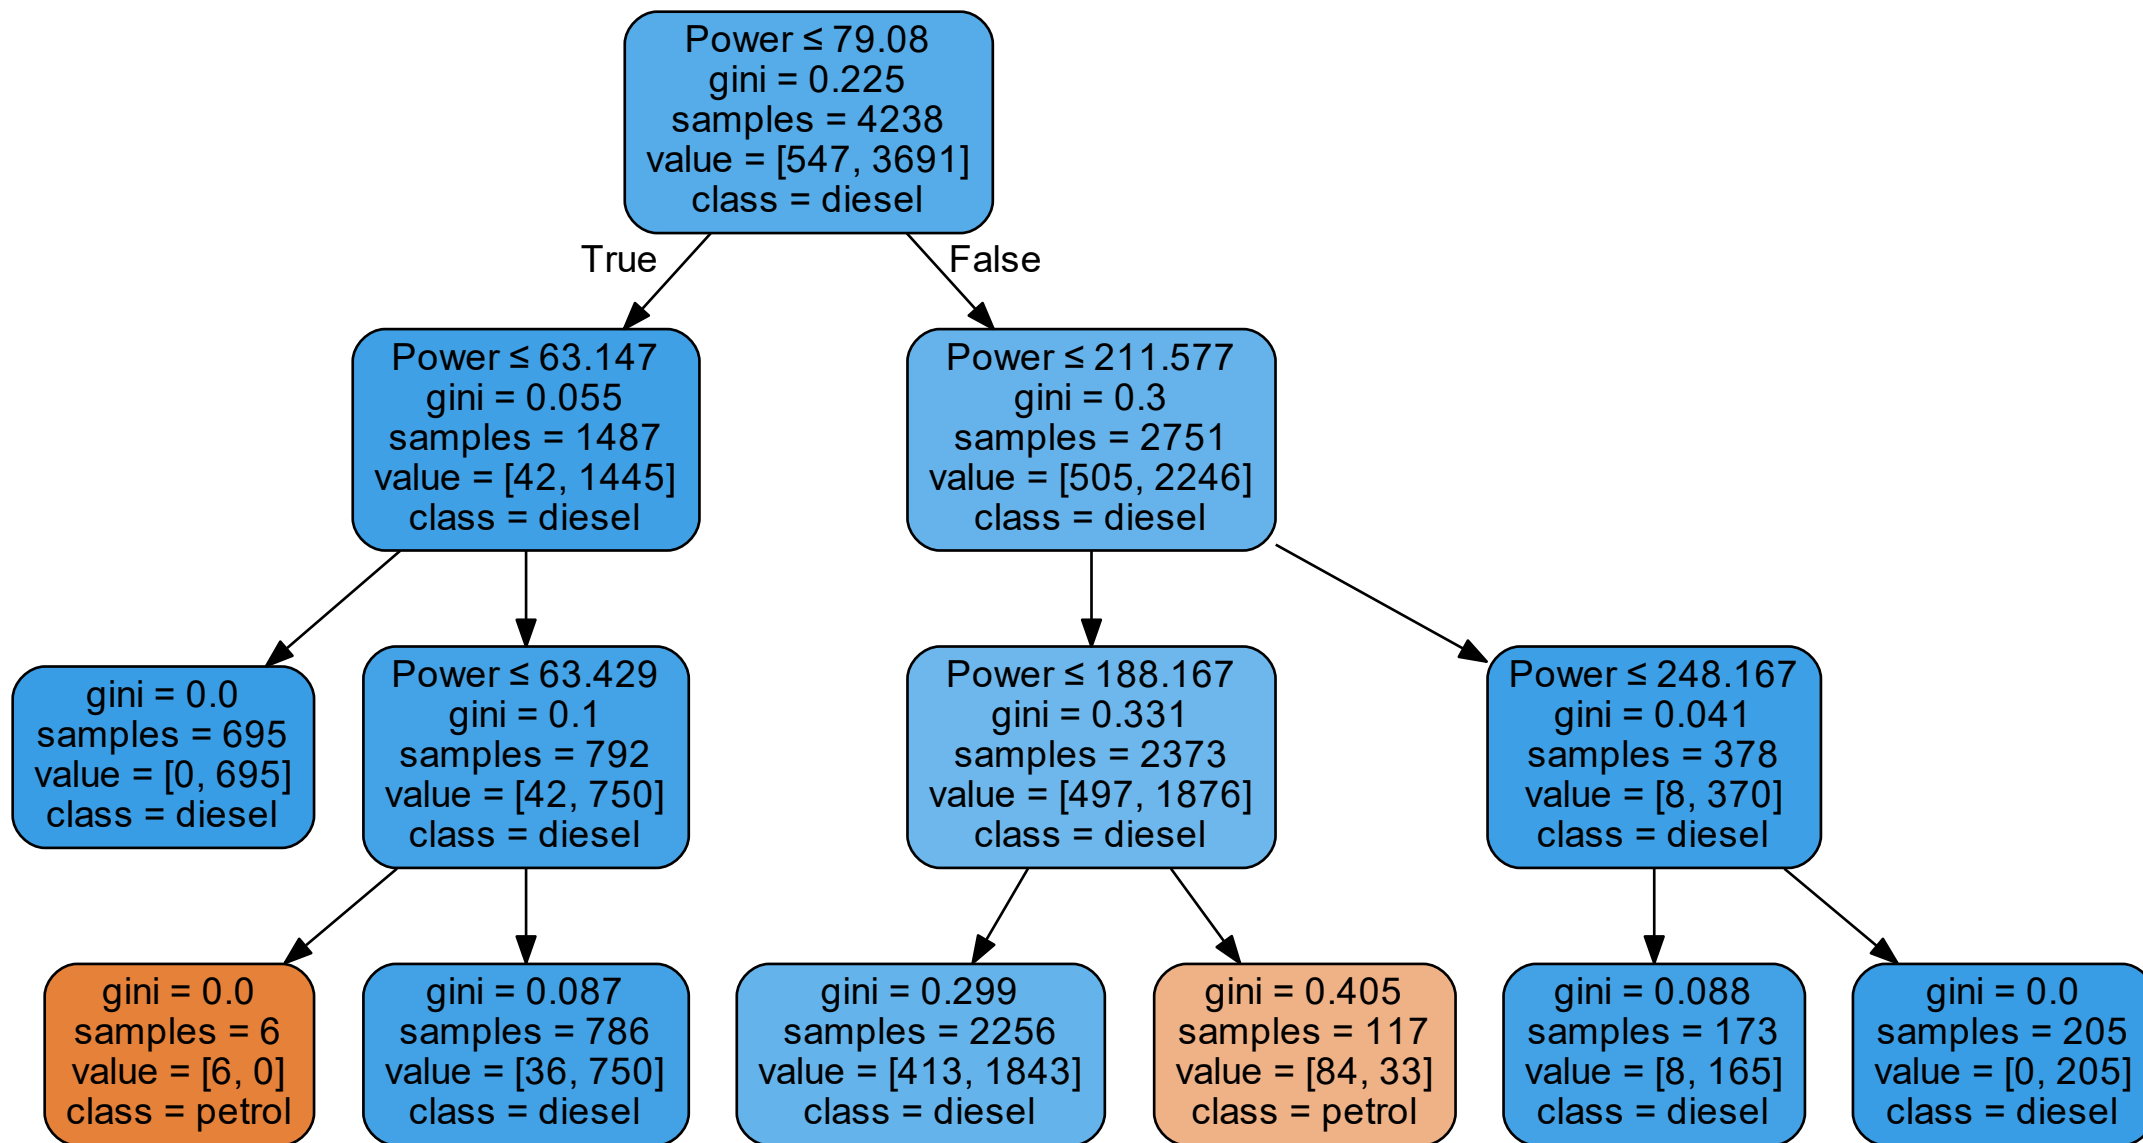 Power ≤ 79.08
gini = 0.225
samples = 4238
value = [547, 3691]
class = diesel
True
False
Power ≤ 63.147
gini = 0.055
samples = 1487
value = [42, 1445]
class = diesel
Power ≤ 211.577
gini = 0.3
samples = 2751
value = [505, 2246]
class = diesel
gini = 0.0
samples = 695
value = [0, 695]
class = diesel
Power ≤ 63.429
gini = 0.1
samples = 792
value = [42, 750]
class = diesel
Power ≤ 188.167
gini = 0.331
samples = 2373
value = [497, 1876]
class = diesel
Power ≤ 248.167
gini = 0.041
samples = 378
value = [8, 370]
class = diesel
gini = 0.0
samples = 6
value = [6, 0]
class = petrol
gini = 0.087
samples = 786
value = [36, 750]
class = diesel
gini = 0.299
samples = 2256
value = [413, 1843]
class = diesel
gini = 0.405
samples = 117
value = [84, 33]
class = petrol
gini = 0.088
samples = 173
value = [8, 165]
class = diesel
gini = 0.0
samples = 205
value = [0, 205]
class = diesel